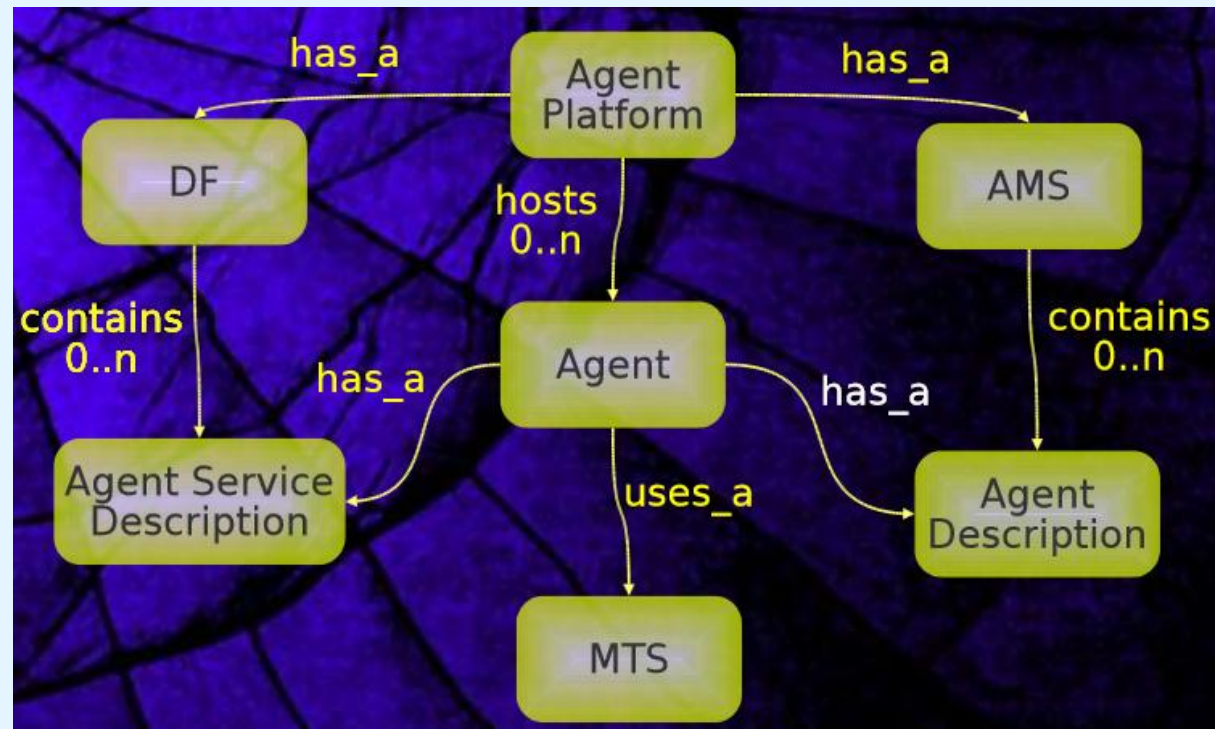 has_a
Agent
Platform
has_a
DF
hosts
0..n
AMS
contains
0..n
has_a
Agent
has_a
contains
0..n
Agent Service
Description
uses_a
Agent
Description
MTS